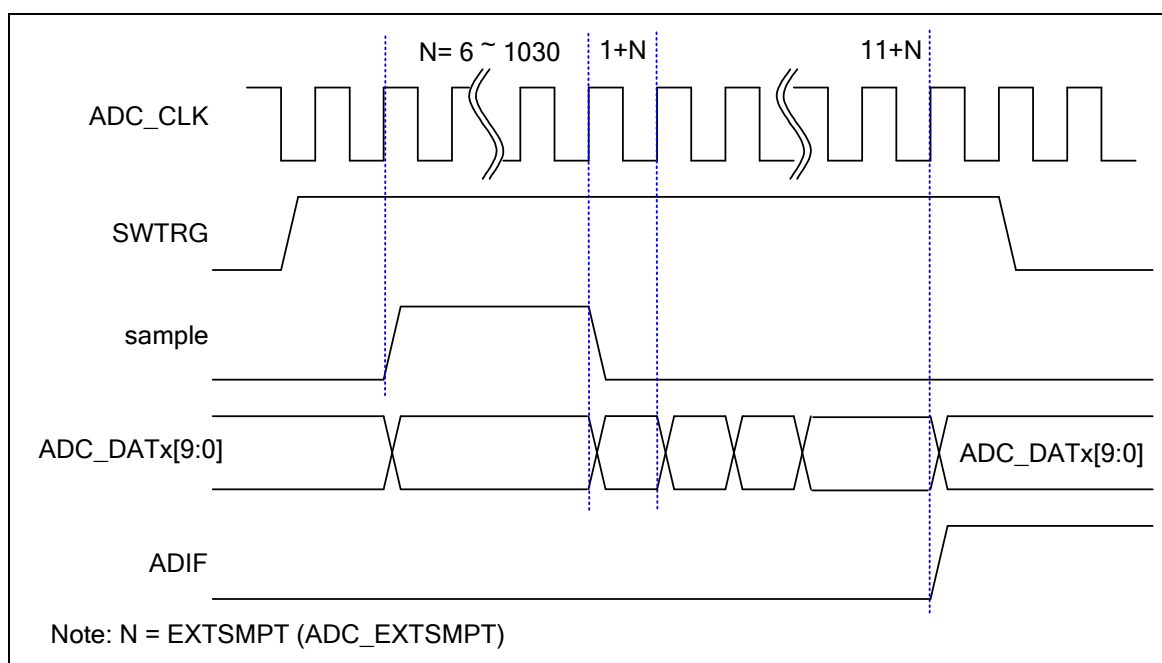 N= 6 ~ 1030
1+N
11+N
ADC_CLK
SWTRG
sample
ADC_DATx[9:0]
ADC_DATx[9:0]
ADIF
Note: N = EXTSMPT (ADC_EXTSMPT)